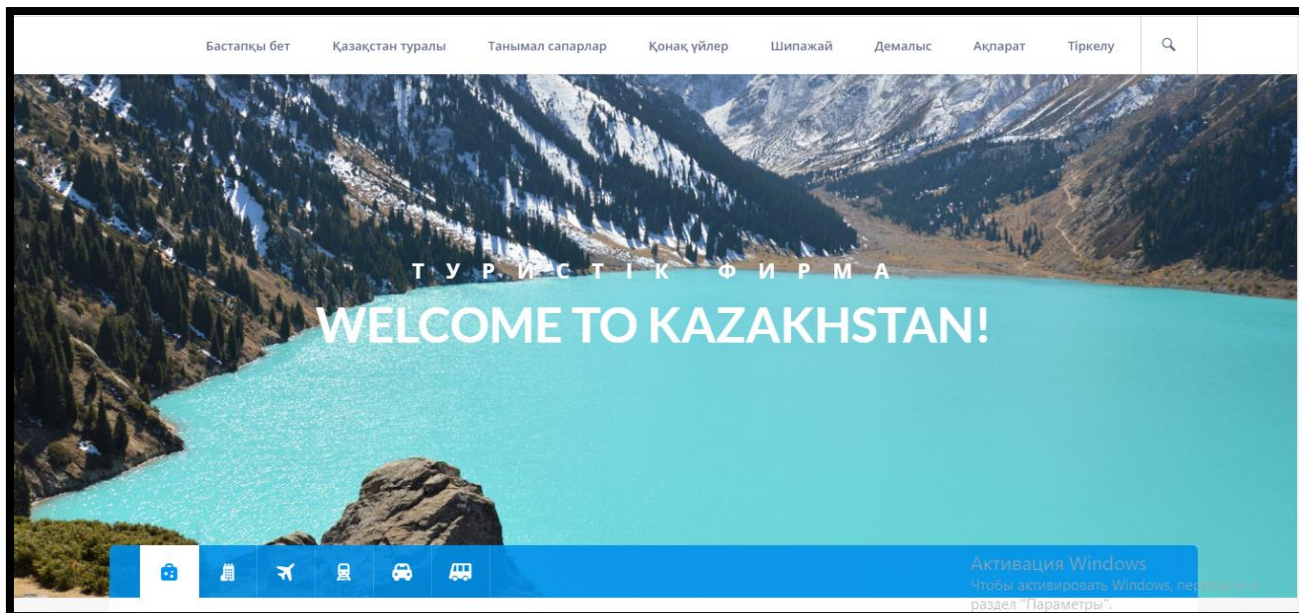 Бастапқы бет Қазақстан туралы Танымал сапарлар Қонақ үйлер Шипажай Демалыс Ақпарат Тіркелу
ТУРИСТІК ФИРМА
WELCOME TO KAZAKHSTAN!
Активация Windows
Чтобы активировать Windows,
раздел "Параметры".